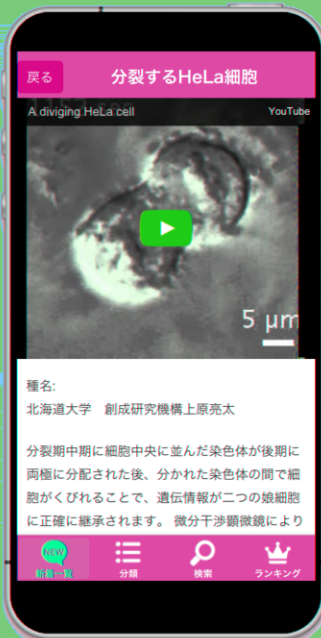 戻る
分裂するHeLa細胞
A diviging HeLa cell
YouTube
5 μm
種名:
北海道大学 創成研究機構上原亮太
分裂期中期に細胞中央に並んだ染色体が後期に
両極に分配された後、分かれた染色体の間で細
胞がくびれることで、遺伝情報が二つの娘細胞
に正確に継承されます。 微分干渉顕微鏡により
NEW
新着一覧
分類
検索
ランキング